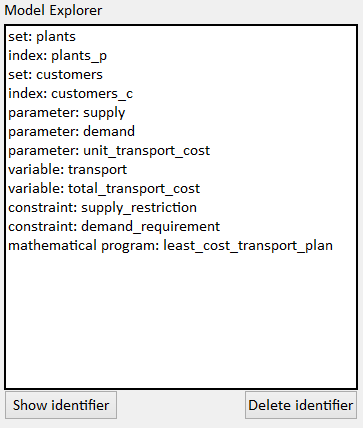 Model Explorer
set: plants
index: plants_p
set: customers
index: customers_c
parameter: supply
parameter: demand
parameter: unit_transport_cost
variable: transport
variable: total_transport_cost
constraint: supply_restriction
constraint: demand_requirement
mathematical program: least_cost_transport_plan
Show identifier
Delete identifier